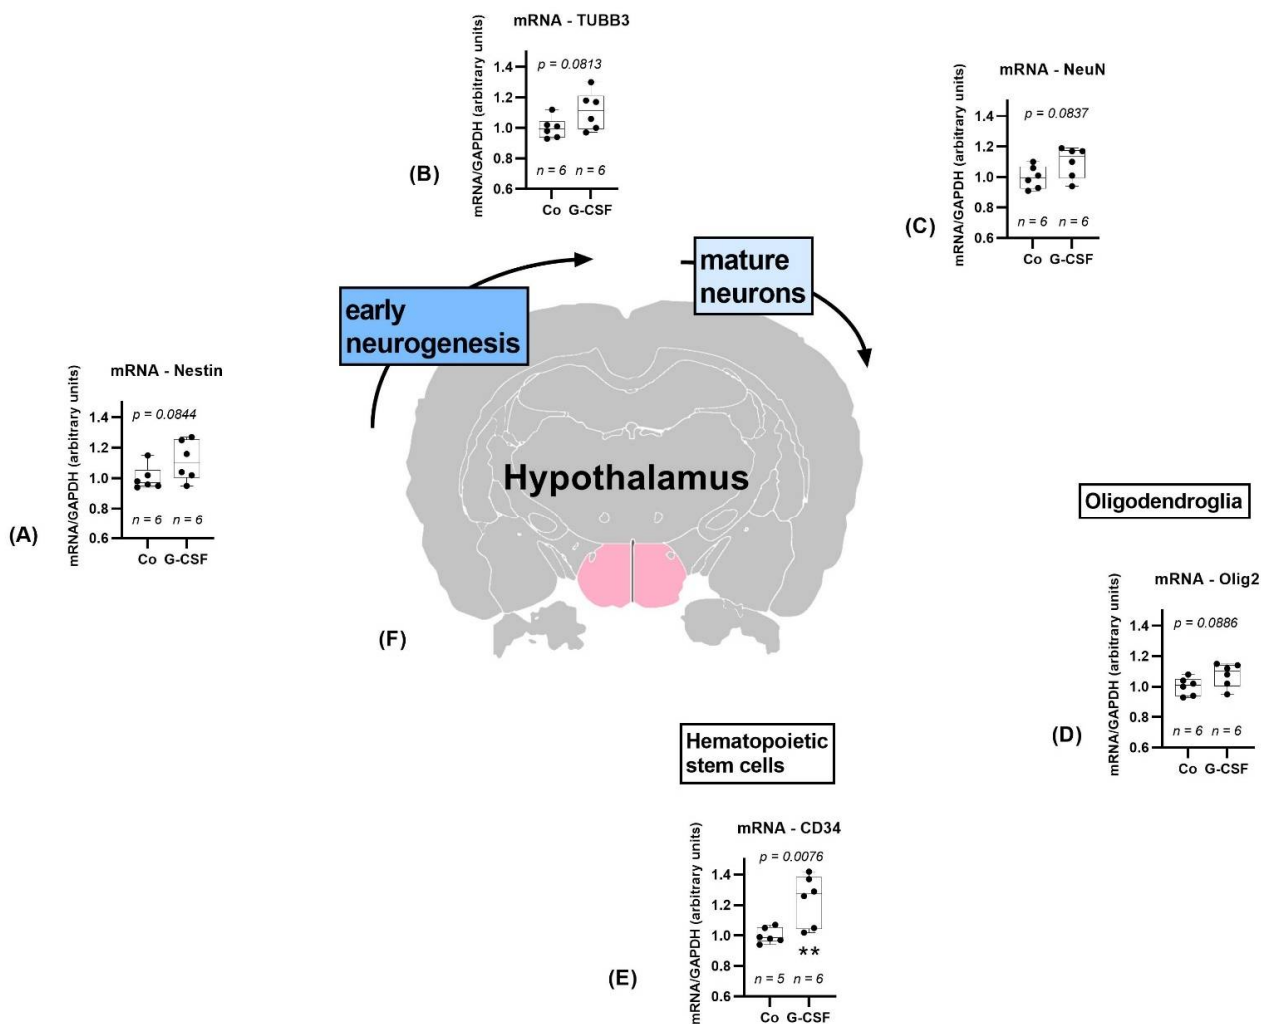 mRNA - TUBB3
mRNA/GAPDH (arbitrary units)
1.4
1.2
1.0
0.8
0.6
p = 0.0813
n = 6 n = 6
Co G-CSF
(B)
mRNA - NeuN
mRNA/GAPDH (arbitrary units)
1.4
1.2
1.0
0.8
0.6
p = 0.0837
n = 6 n = 6
Co G-CSF
(C)
early
neurogenesis
mature
neurons
mRNA - Nestin
mRNA/GAPDH (arbitrary units)
1.4
1.2
1.0
0.8
0.6
p = 0.0844
n = 6 n = 6
Co G-CSF
(A)
Hypothalamus
(F)
Oligodendroglia
mRNA - Olig2
mRNA/GAPDH (arbitrary units)
1.4
1.2
1.0
0.8
0.6
p = 0.0886
n = 6 n = 6
Co G-CSF
(D)
Hematopoietic
stem cells
mRNA - CD34
mRNA/GAPDH (arbitrary units)
1.4
1.2
1.0
0.8
0.6
p = 0.0076
**
n = 5 n = 6
Co G-CSF
(E)